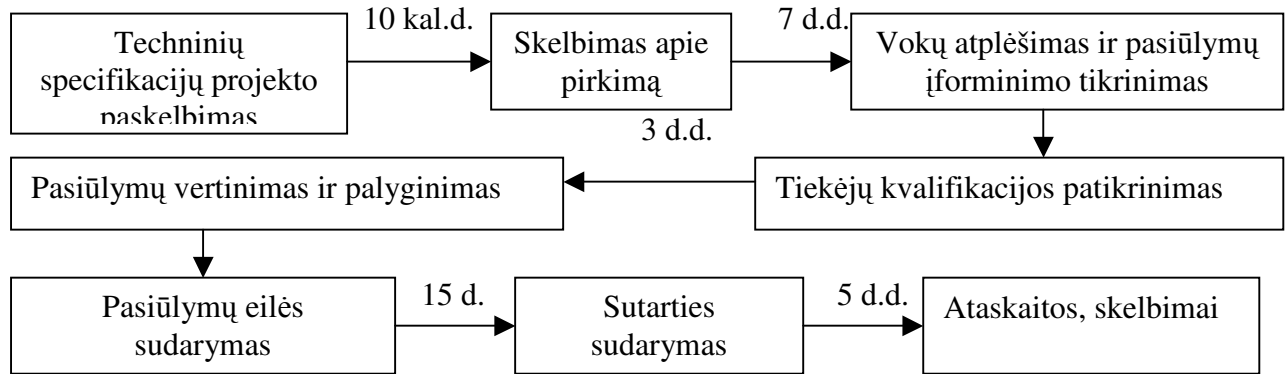 10 kal.d.
7 d.d.
Techninių
specifikacijų projekto
paskelbimas
Skelbimas apie
pirkimą
Vokų atplėšimas ir pasiūlymų
įforminimo tikrinimas
3 d.d.
Tiekėjų kvalifikacijos patikrinimas
Pasiūlymų vertinimas ir palyginimas
Pasiūlymų eilės
sudarymas
15 d.
Sutarties
sudarymas
5 d.d.
Ataskaitos, skelbimai